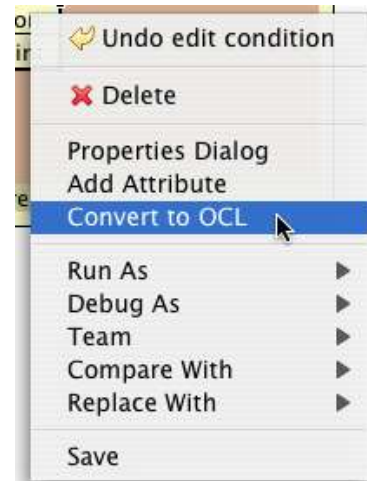 Undo edit condition
Delete
Properties Dialog
Add Attribute
Convert to OCL
Run As
Debug As
Team
Compare With
Replace With
Save